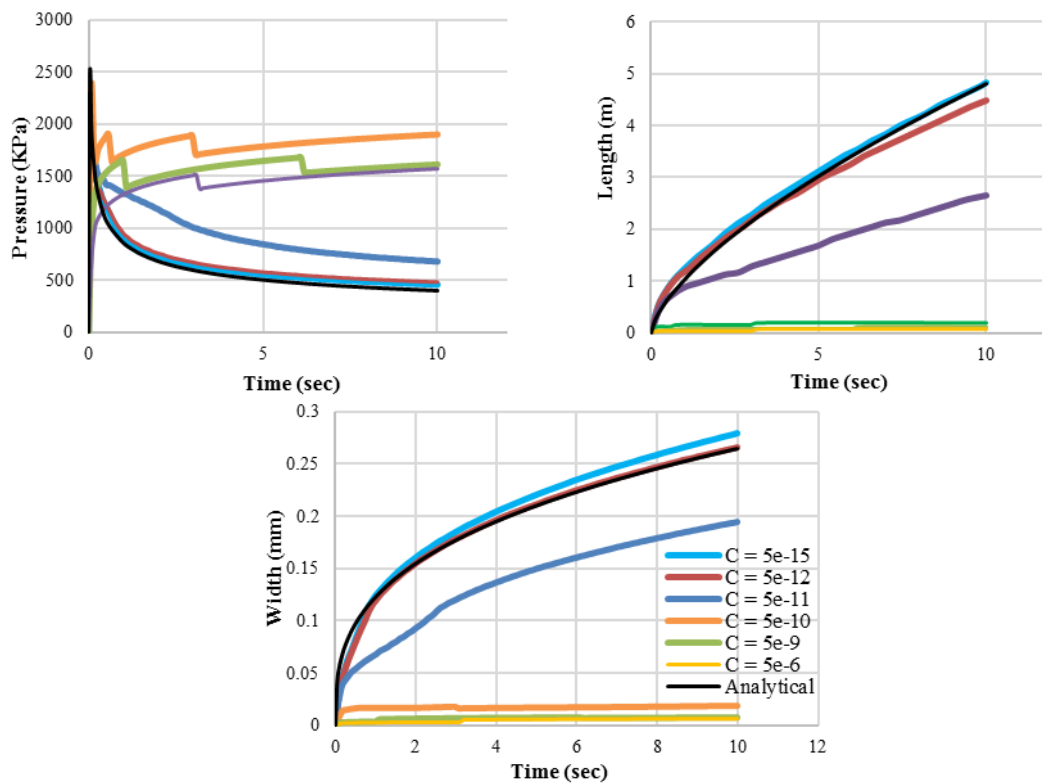 Pressure (KPa)
3000
2500
2000
1500
1000
500
0
0
5
10
Time (sec)
Length (m)
6
5
4
3
2
1
0
0
5
10
Time (sec)
Width (mm)
0.3
0.25
0.2
0.15
0.1
0.05
0
0
2
4
6
8
10
12
Time (sec)
C = 5e-15
C = 5e-12
C = 5e-11
C = 5e-10
C = 5e-9
C = 5e-6
Analytical